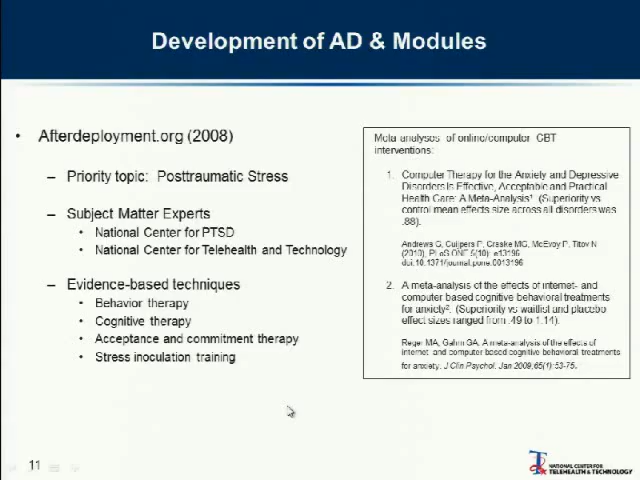 Development of AD & Modules
• Afterdeployment.org (2008)
– Priority topic: Posttraumatic Stress
– Subject Matter Experts
• National Center for PTSD
• National Center for Telehealth and Technology
– Evidence-based techniques
• Behavior therapy
• Cognitive therapy
• Acceptance and commitment therapy
• Stress inoculation training
Meta analyses of online/computer CBT
interventions:
1. Computer Therapy for the Anxiety and Depressive
Disorders Is Effective, Acceptable and Practical
Health Care: A Meta-Analysis¹ (Superiority vs
control mean effects size across all disorders was
.88).
Andrews G, Cuijpers P, Craske MG, McEvoy P, Titov N
(2010), PLoS ONE 5(10): e13196
doi:10.1371/journal.pone.0013196
2. A meta-analysis of the effects of internet- and
computer based cognitive behavioral treatments
for anxiety². (Superiority vs waitlist and placebo
effect sizes ranged from .49 to 1.14).
Reger MA, Gahm GA. A meta-analysis of the effects of
internet- and computer based cognitive behavioral treatments
for anxiety. J Clin Psychol. Jan 2009;65(1):53-75.
11
NATIONAL CENTER FOR
TELEHEALTH & TECHNOLOGY